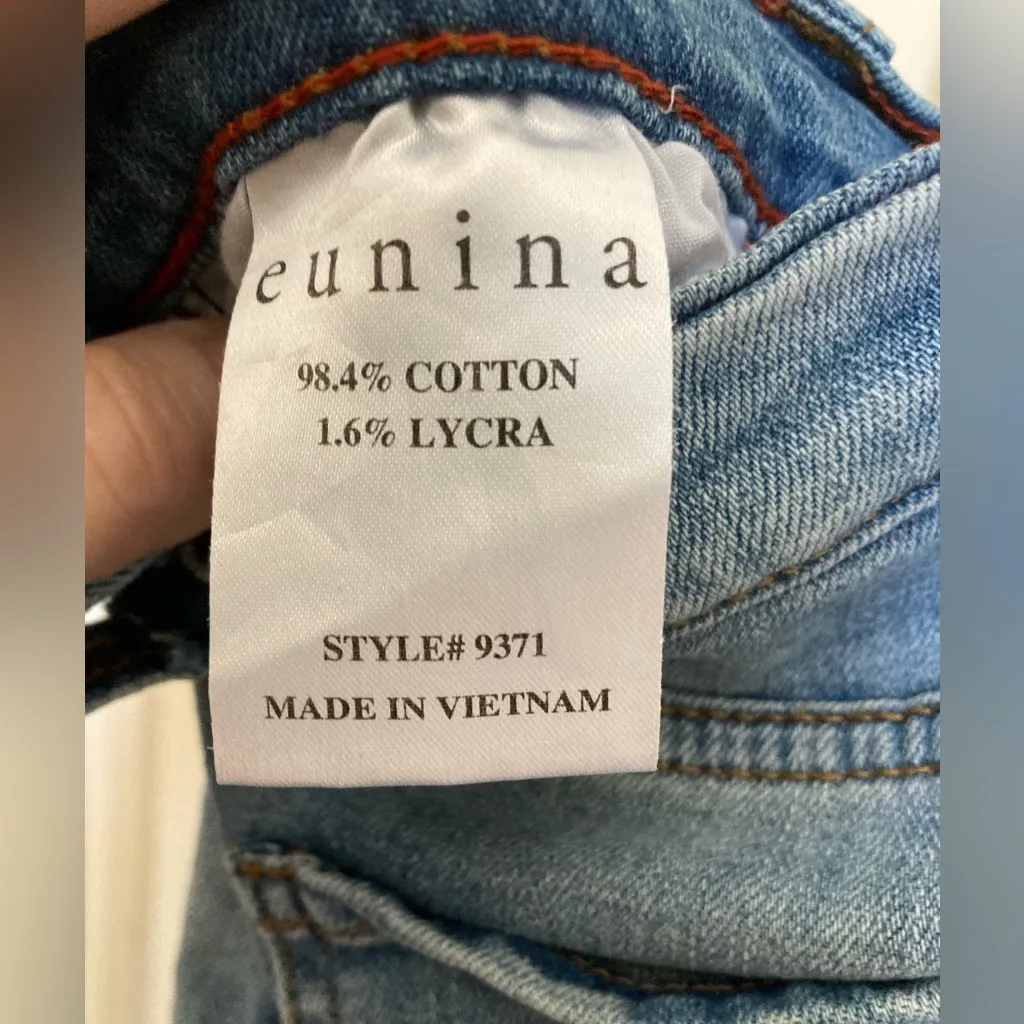 eunina
98.4% COTTON
1.6% LYCRA
STYLE# 9371
MADE IN VIETNAM